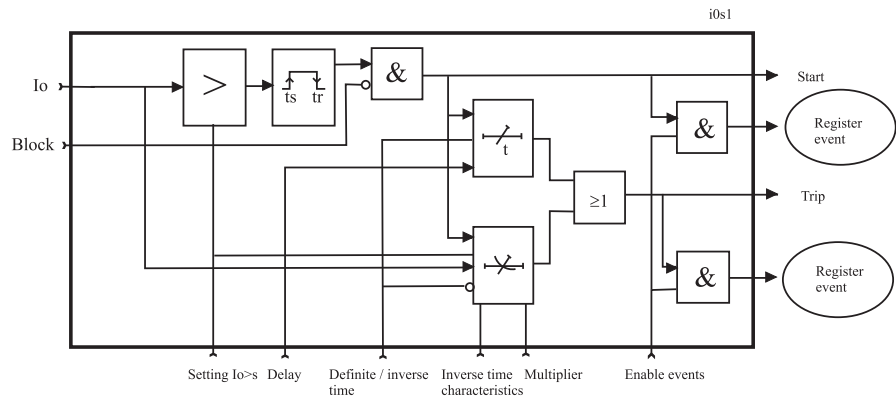 i0s1
Io
>
ts tr
&
Start
&
Register
event
Block
t
≥1
Trip
&
Register
event
Setting Io>s
Delay
Definite / inverse
time
Inverse time
characteristics
Multiplier
Enable events